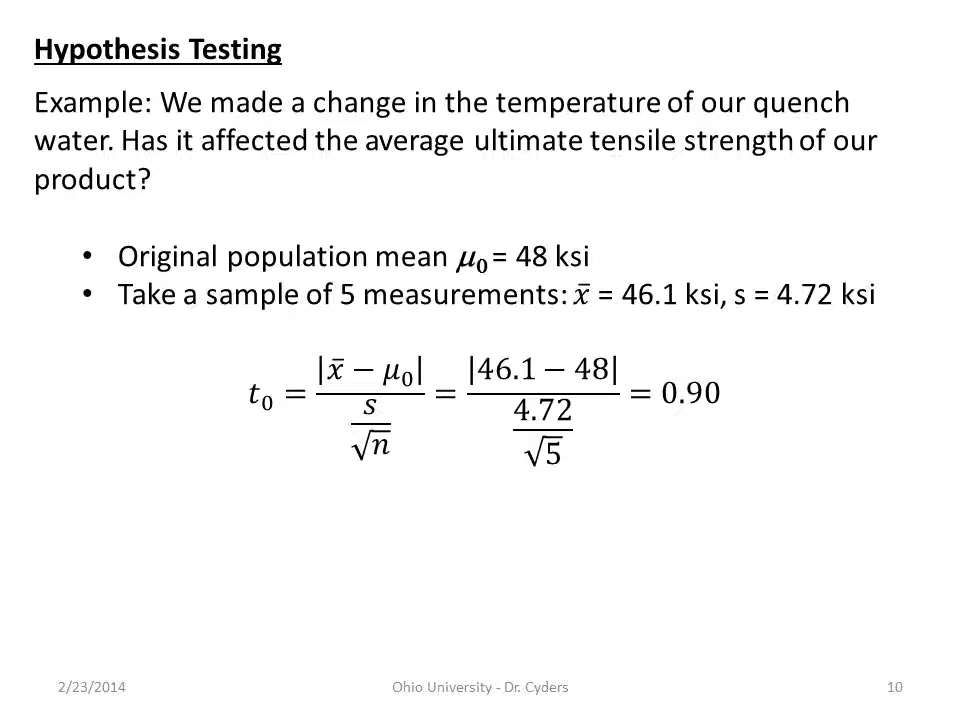 Hypothesis Testing
Example: We made a change in the temperature of our quench
water. Has it affected the average ultimate tensile strength of our
product?
• Original population mean μ₀ = 48 ksi
• Take a sample of 5 measurements: x̄ = 46.1 ksi, s = 4.72 ksi
t₀ = |x̄ − μ₀| / (s / √n) = |46.1 − 48| / (4.72 / √5) = 0.90
2/23/2014 Ohio University - Dr. Cyders 10